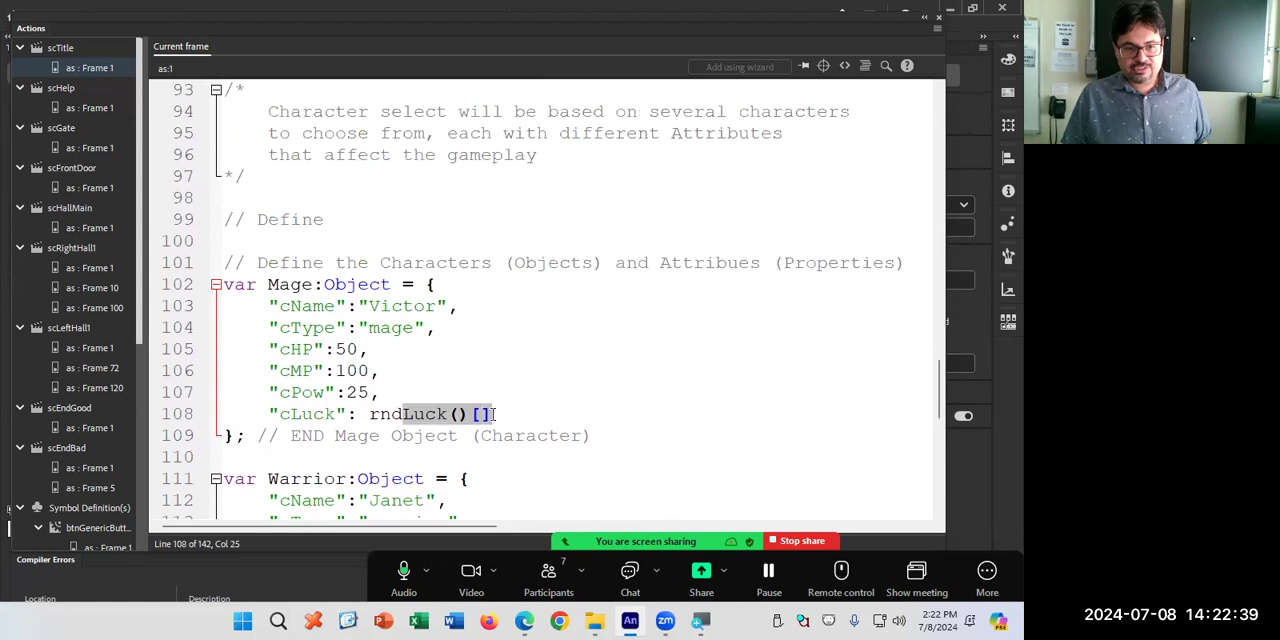 Actions
scTitle
as : Frame 1
scHelp
as : Frame 1
scGate
as : Frame 1
scFrontDoor
as : Frame 1
scHallMain
as : Frame 1
scRightHall1
as : Frame 1
as : Frame 10
as : Frame 100
scLeftHall1
as : Frame 1
as : Frame 72
as : Frame 120
scEndGood
as : Frame 1
scEndBad
as : Frame 1
as : Frame 5
Symbol Definition(s)
btnGenericButt...
as : Frame 1
Current frame
as:1
Add using wizard
93 /*
94 Character select will be based on several characters
95 to choose from, each with different Attributes
96 that affect the gameplay
97 */
98
99 // Define
100
101 // Define the Characters (Objects) and Attribues (Properties)
102 var Mage:Object = {
103 "cName":"Victor",
104 "cType":"mage",
105 "cHP":50,
106 "cMP":100,
107 "cPow":25,
108 "cLuck": rndLuck()[]
109 }; // END Mage Object (Character)
110
111 var Warrior:Object = {
112 "cName":"Janet",
Line 108 of 142, Col 25
Compiler Errors
Location
Description
You are screen sharing
Stop share
Audio
Video
7
Participants
Chat
Share
Pause
Remote control
Show meeting
More
2:22 PM
7/8/2024
2024-07-08 14:22:39